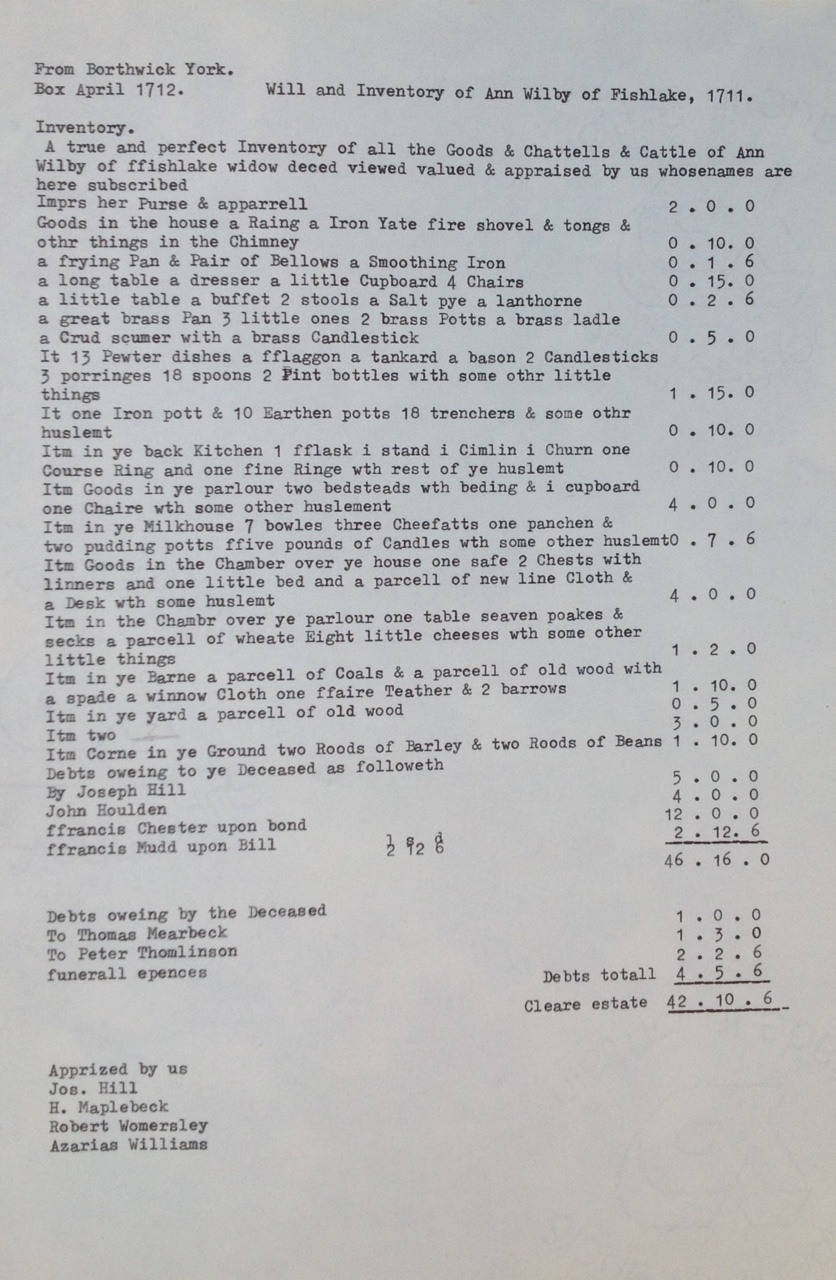 From Borthwick York.
Box April 1712. Will and Inventory of Ann Wilby of Fishlake, 1711.
Inventory.
A true and perfect Inventory of all the Goods & Chattells & Cattle of Ann
Wilby of ffishlake widow deced viewed valued & appraised by us whosenames are
here subscribed
Imprs her Purse & apparrell 2 . 0 . 0
Goods in the house a Raing a Iron Yate fire shovel & tongs &
othr things in the Chimney 0 . 10. 0
a frying Pan & Pair of Bellows a Smoothing Iron 0 . 1 . 6
a long table a dresser a little Cupboard 4 Chairs 0 . 15. 0
a little table a buffet 2 stools a Salt pye a lanthorne 0 . 2 . 6
a great brass Pan 3 little ones 2 brass Potts a brass ladle
a Crud scumer with a brass Candlestick 0 . 5 . 0
It 13 Pewter dishes a fflaggon a tankard a bason 2 Candlesticks
3 porringes 18 spoons 2 Pint bottles with some othr little
things 1 . 15. 0
It one Iron pott & 10 Earthen potts 18 trenchers & some othr
huslemt 0 . 10. 0
Itm in ye back Kitchen 1 fflask i stand i Cimlin i Churn one
Course Ring and one fine Ringe wth rest of ye huslemt 0 . 10. 0
Itm Goods in ye parlour two bedsteads wth beding & i cupboard
one Chaire wth some other huslement 4 . 0 . 0
Itm in ye Milkhouse 7 bowles three Cheefatts one panchen &
two pudding potts ffive pounds of Candles wth some other huslemt0 . 7 . 6
Itm Goods in the Chamber over ye house one safe 2 Chests with
linners and one little bed and a parcell of new line Cloth &
a Desk wth some huslemt 4 . 0 . 0
Itm in the Chambr over ye parlour one table seaven poakes &
secks a parcell of wheate Eight little cheeses wth some other
little things 1 . 2 . 0
Itm in ye Barne a parcell of Coals & a parcell of old wood with
a spade a winnow Cloth one ffaire Teather & 2 barrows 1 . 10. 0
Itm in ye yard a parcell of old wood 0 . 5 . 0
Itm two 3 . 0 . 0
Itm Corne in ye Ground two Roods of Barley & two Roods of Beans 1 . 10. 0
Debts oweing to ye Deceased as followeth
By Joseph Hill 5 . 0 . 0
John Houlden 4 . 0 . 0
ffrancis Chester upon bond 12 . 0 . 0
l s d
ffrancis Mudd upon Bill 2 12 6 2 . 12. 6
46 . 16 . 0
Debts oweing by the Deceased
To Thomas Mearbeck 1 . 0 . 0
To Peter Thomlinson 1 . 3 . 0
funerall epences 2 . 2 . 6
Debts totall 4 . 5 . 6
Cleare estate 42 . 10 . 6
Apprized by us
Jos. Hill
H. Maplebeck
Robert Womersley
Azarias Williams